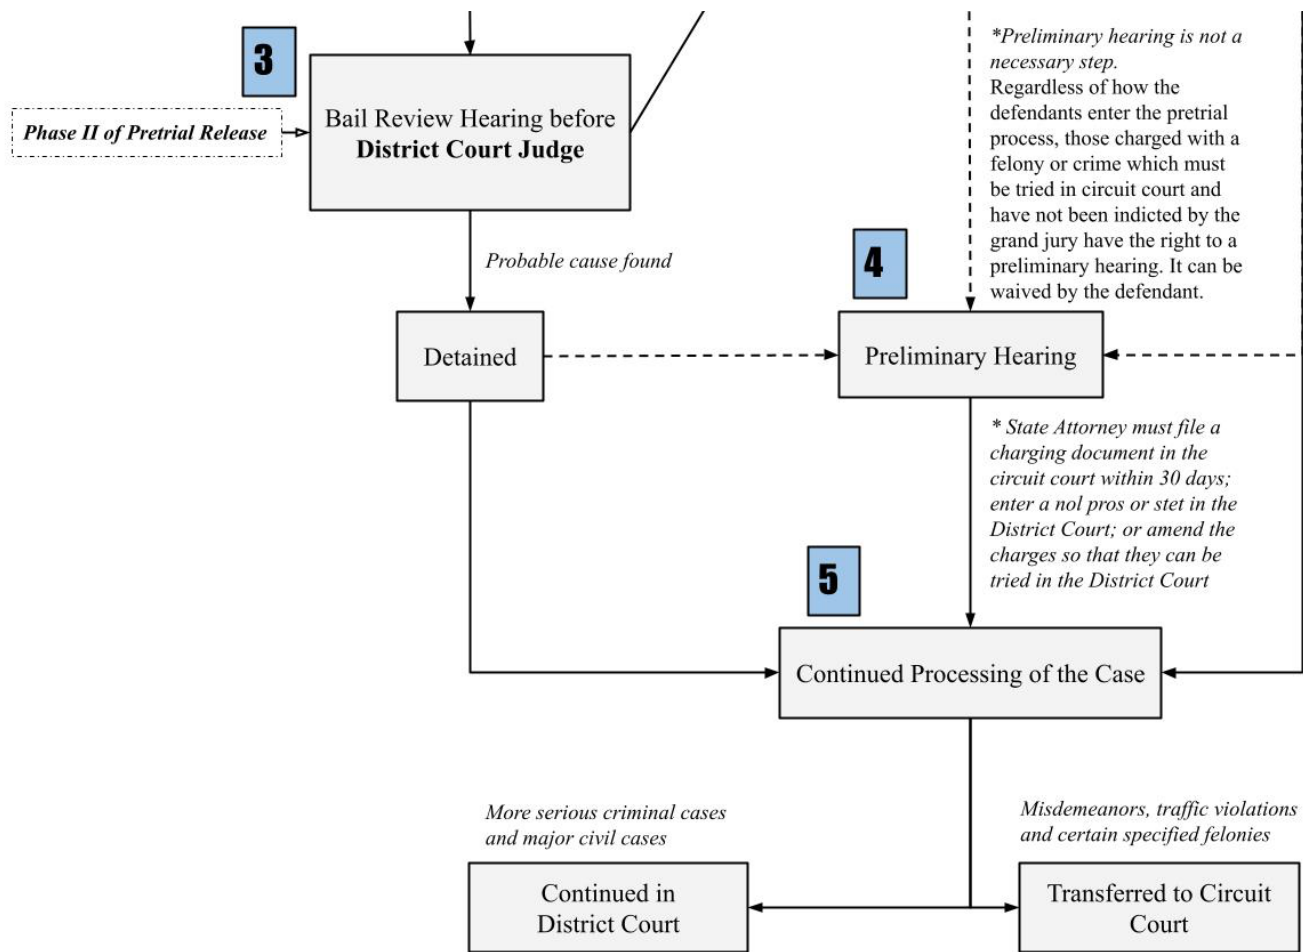 3
Phase II of Pretrial Release
Bail Review Hearing before
District Court Judge
*Preliminary hearing is not a
necessary step.
Regardless of how the
defendants enter the pretrial
process, those charged with a
felony or crime which must
be tried in circuit court and
have not been indicted by the
grand jury have the right to a
preliminary hearing. It can be
waived by the defendant.
Probable cause found
4
Detained
Preliminary Hearing
* State Attorney must file a
charging document in the
circuit court within 30 days;
enter a nol pros or stet in the
District Court; or amend the
charges so that they can be
tried in the District Court
5
Continued Processing of the Case
More serious criminal cases
and major civil cases
Misdemeanors, traffic violations
and certain specified felonies
Continued in
District Court
Transferred to Circuit
Court